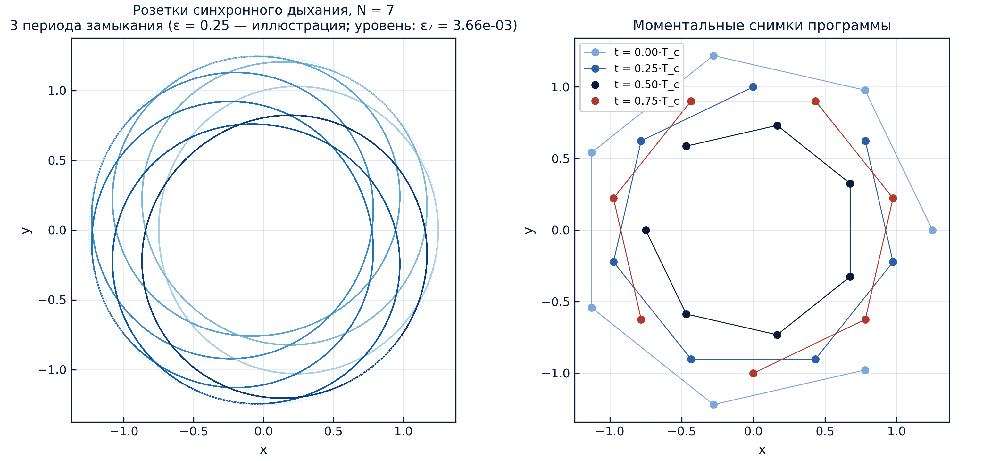 Розетки синхронного дыхания, N = 7
3 периода замыкания (ε = 0.25 — иллюстрация; уровень: ε₇ = 3.66e-03)
1.0
0.5
0.0
−0.5
−1.0
y
−1.0
−0.5
0.0
0.5
1.0
x
Моментальные снимки программы
t = 0.00·T_c
t = 0.25·T_c
t = 0.50·T_c
t = 0.75·T_c
1.0
0.5
0.0
−0.5
−1.0
y
−1.0
−0.5
0.0
0.5
1.0
x